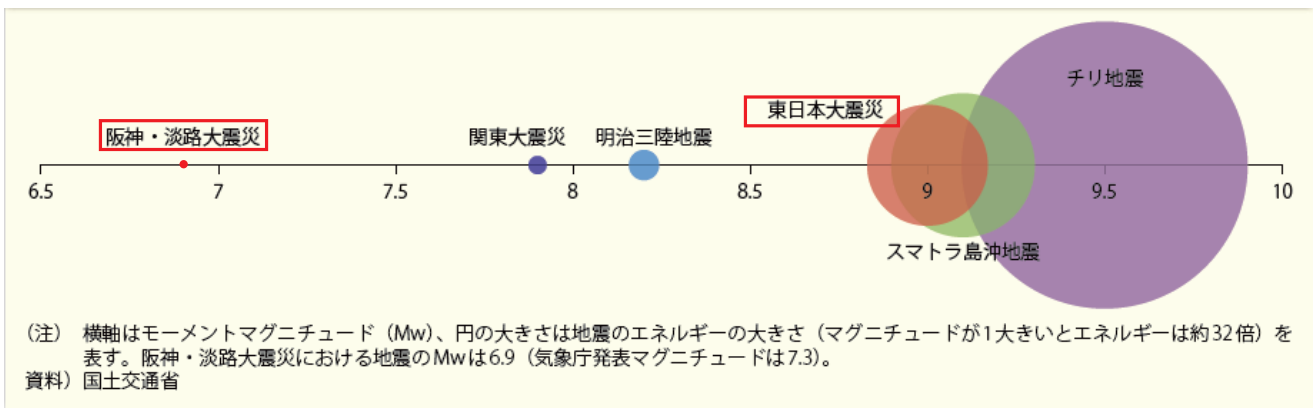 チリ地震
東日本大震災
阪神・淡路大震災
関東大震災
明治三陸地震
6.5 7 7.5 8 8.5 9 9.5 10
スマトラ島沖地震
(注) 横軸はモーメントマグニチュード(Mw)、円の大きさは地震のエネルギーの大きさ(マグニチュードが1大きいとエネルギーは約32倍)を
表す。阪神・淡路大震災における地震のMwは6.9(気象庁発表マグニチュードは7.3)。
資料)国土交通省